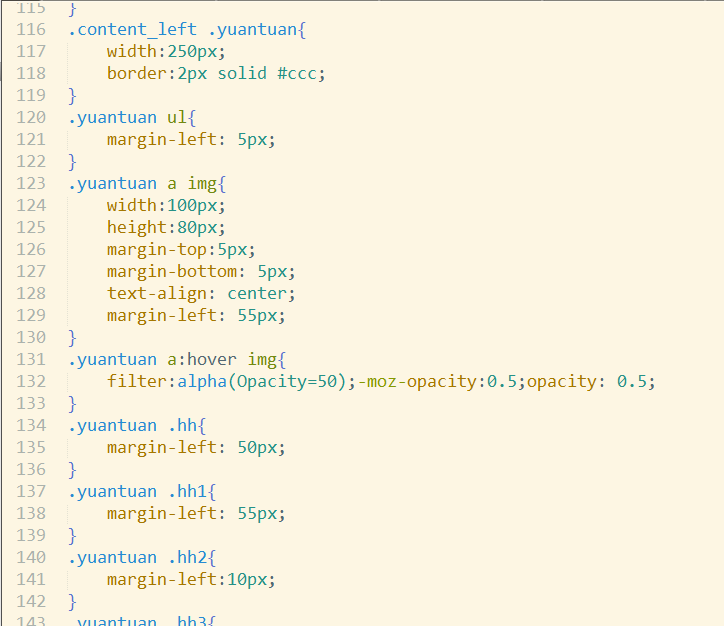 115 }
116 .content_left .yuantuan{
117 width:250px;
118 border:2px solid #ccc;
119 }
120 .yuantuan ul{
121 margin-left: 5px;
122 }
123 .yuantuan a img{
124 width:100px;
125 height:80px;
126 margin-top:5px;
127 margin-bottom: 5px;
128 text-align: center;
129 margin-left: 55px;
130 }
131 .yuantuan a:hover img{
132 filter:alpha(Opacity=50);-moz-opacity:0.5;opacity: 0.5;
133 }
134 .yuantuan .hh{
135 margin-left: 50px;
136 }
137 .yuantuan .hh1{
138 margin-left: 55px;
139 }
140 .yuantuan .hh2{
141 margin-left:10px;
142 }
143 .yuantuan .hh3{